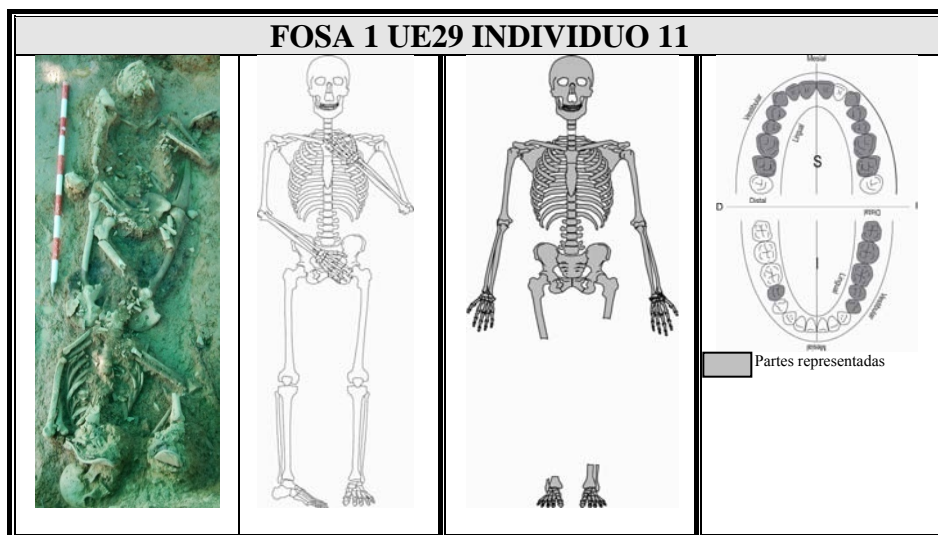 FOSA 1 UE29 INDIVIDUO 11
Mesial
Vestibular
Lingual
S
Distal
D
I
Distal
I
Lingual
Vestibular
Mesial
Partes representadas